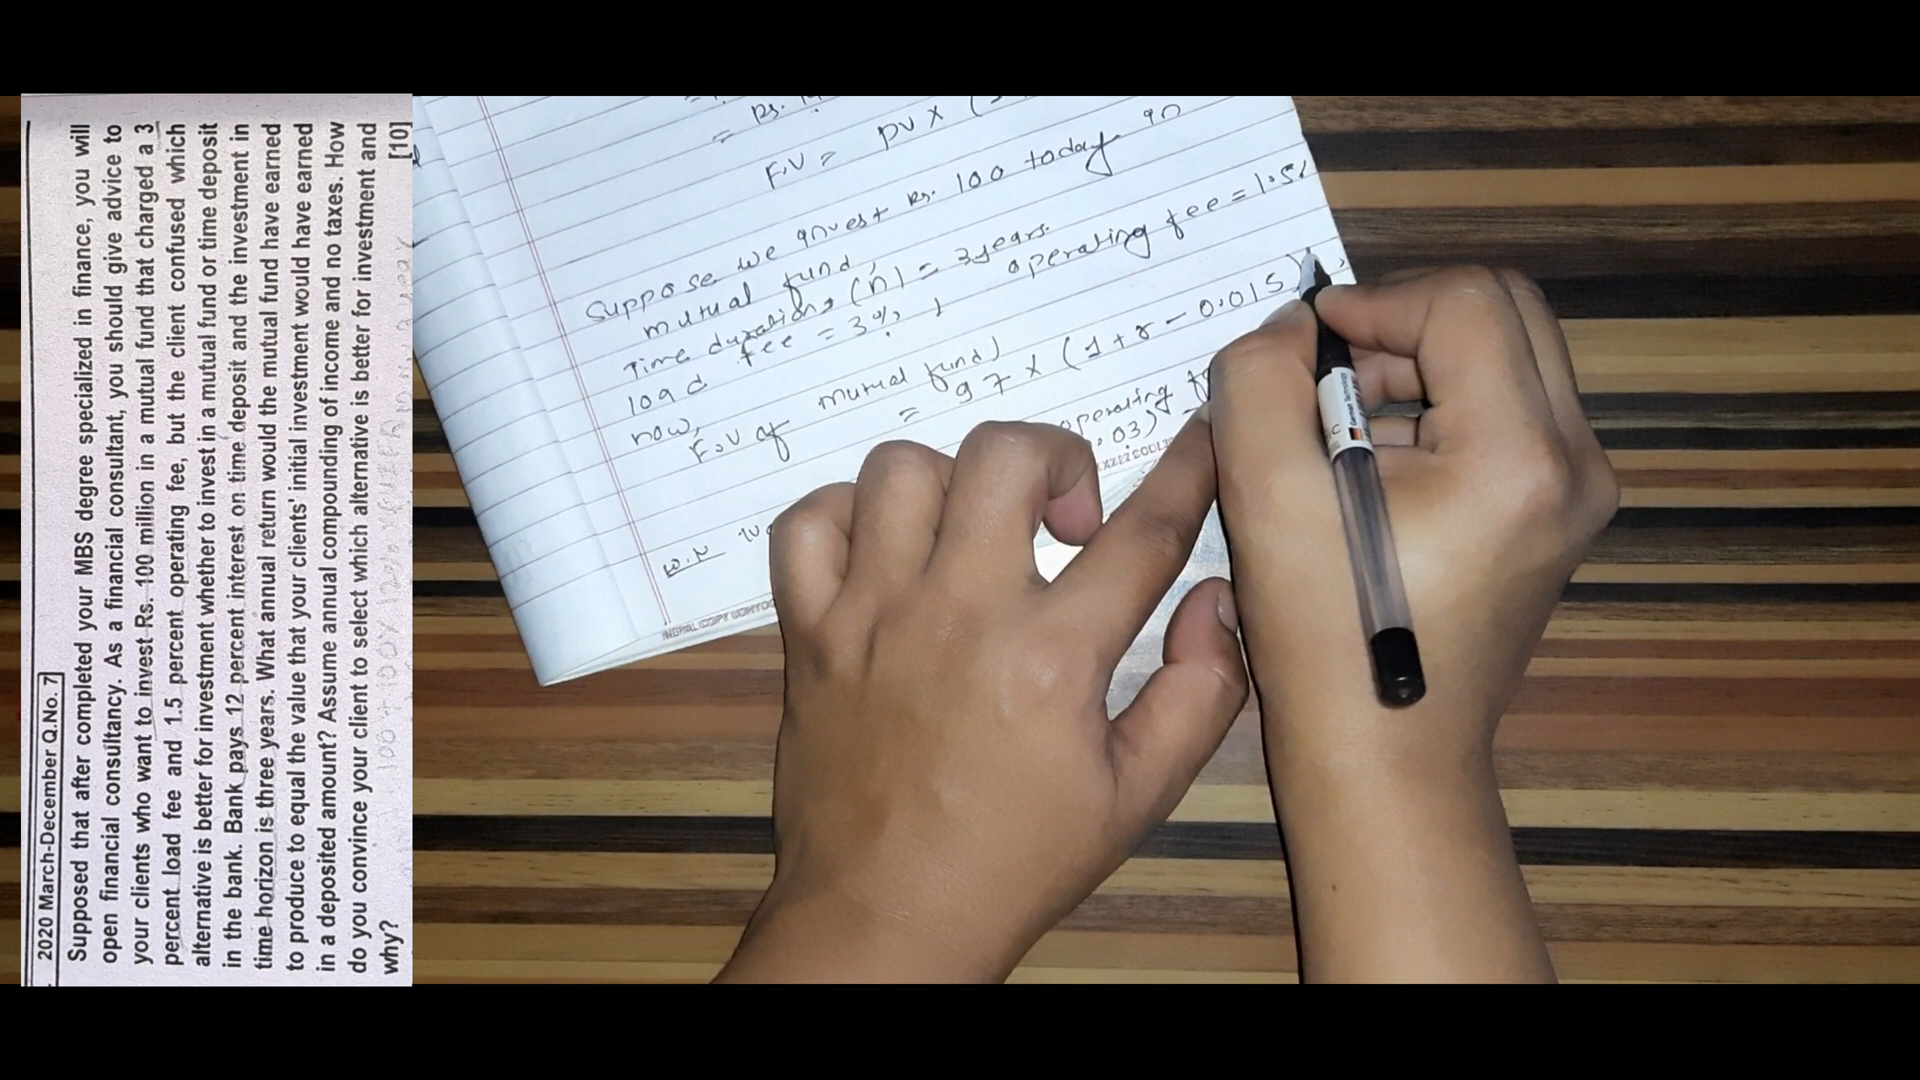 2020 March-December Q.No. 7
Supposed that after completed your MBS degree specialized in finance, you will
open financial consultancy. As a financial consultant, you should give advice to
your clients who want to invest Rs. 100 million in a mutual fund that charged a 3
percent load fee and 1.5 percent operating fee, but the client confused which
alternative is better for investment whether to invest in a mutual fund or time deposit
in the bank. Bank pays 12 percent interest on time deposit and the investment in
time horizon is three years. What annual return would the mutual fund have earned
to produce to equal the value that your clients' initial investment would have earned
in a deposited amount? Assume annual compounding of income and no taxes. How
do you convince your client to select which alternative is better for investment and
why? [10]
= Rs.
F.V = PV X (
Suppose we invest Rs. 100 today in
mutual fund,
Time duration, (n) = 3 years.
load fee = 3%, operating fee = 1.5%
now,
F.V of mutual fund)
= 97 X (1 + r - 0.015)
operating
.03)
W.N
NEPAL COPY UDHYOG